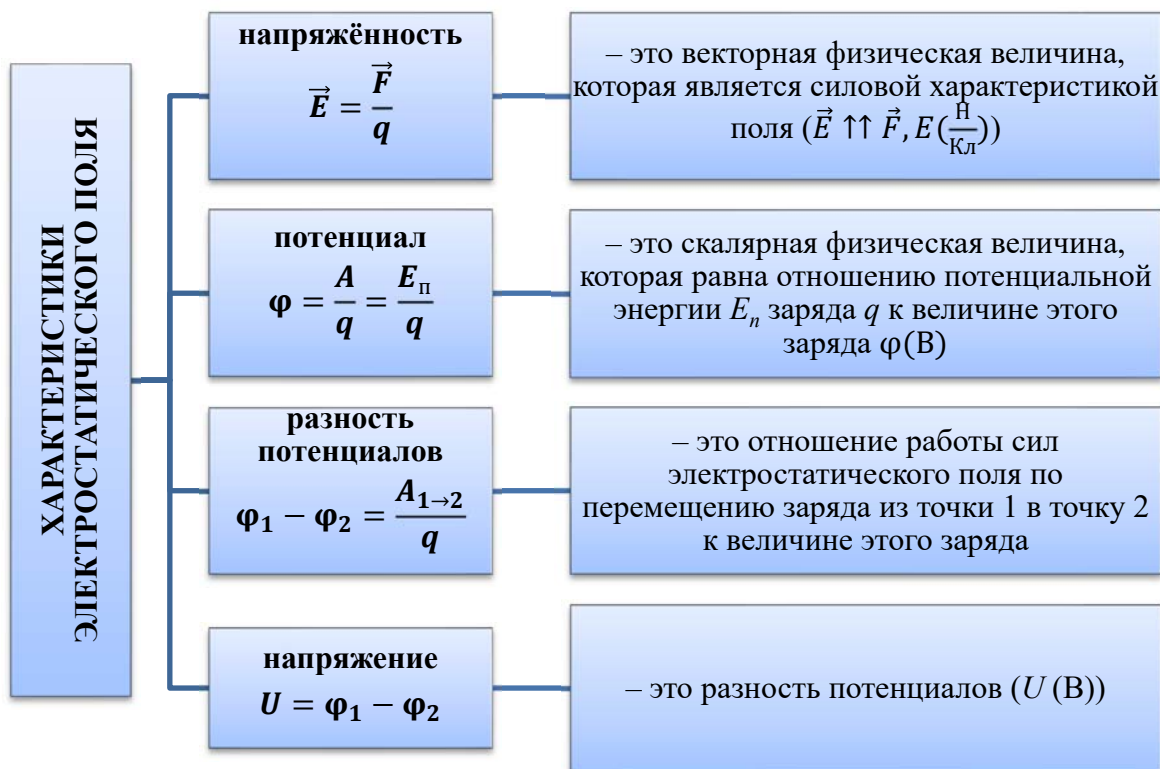 ХАРАКТЕРИСТИКИ
ЭЛЕКТРОСТАТИЧЕСКОГО ПОЛЯ
напряжённость
E⃗ = F⃗/q
– это векторная физическая величина,
которая является силовой характеристикой
поля (E⃗ ↑↑ F⃗, E(Н/Кл))
потенциал
φ = A/q = Eп/q
– это скалярная физическая величина,
которая равна отношению потенциальной
энергии Eп заряда q к величине этого
заряда φ(В)
разность
потенциалов
φ₁ − φ₂ = A₁→₂/q
– это отношение работы сил
электростатического поля по
перемещению заряда из точки 1 в точку 2
к величине этого заряда
напряжение
U = φ₁ − φ₂
– это разность потенциалов (U (В))